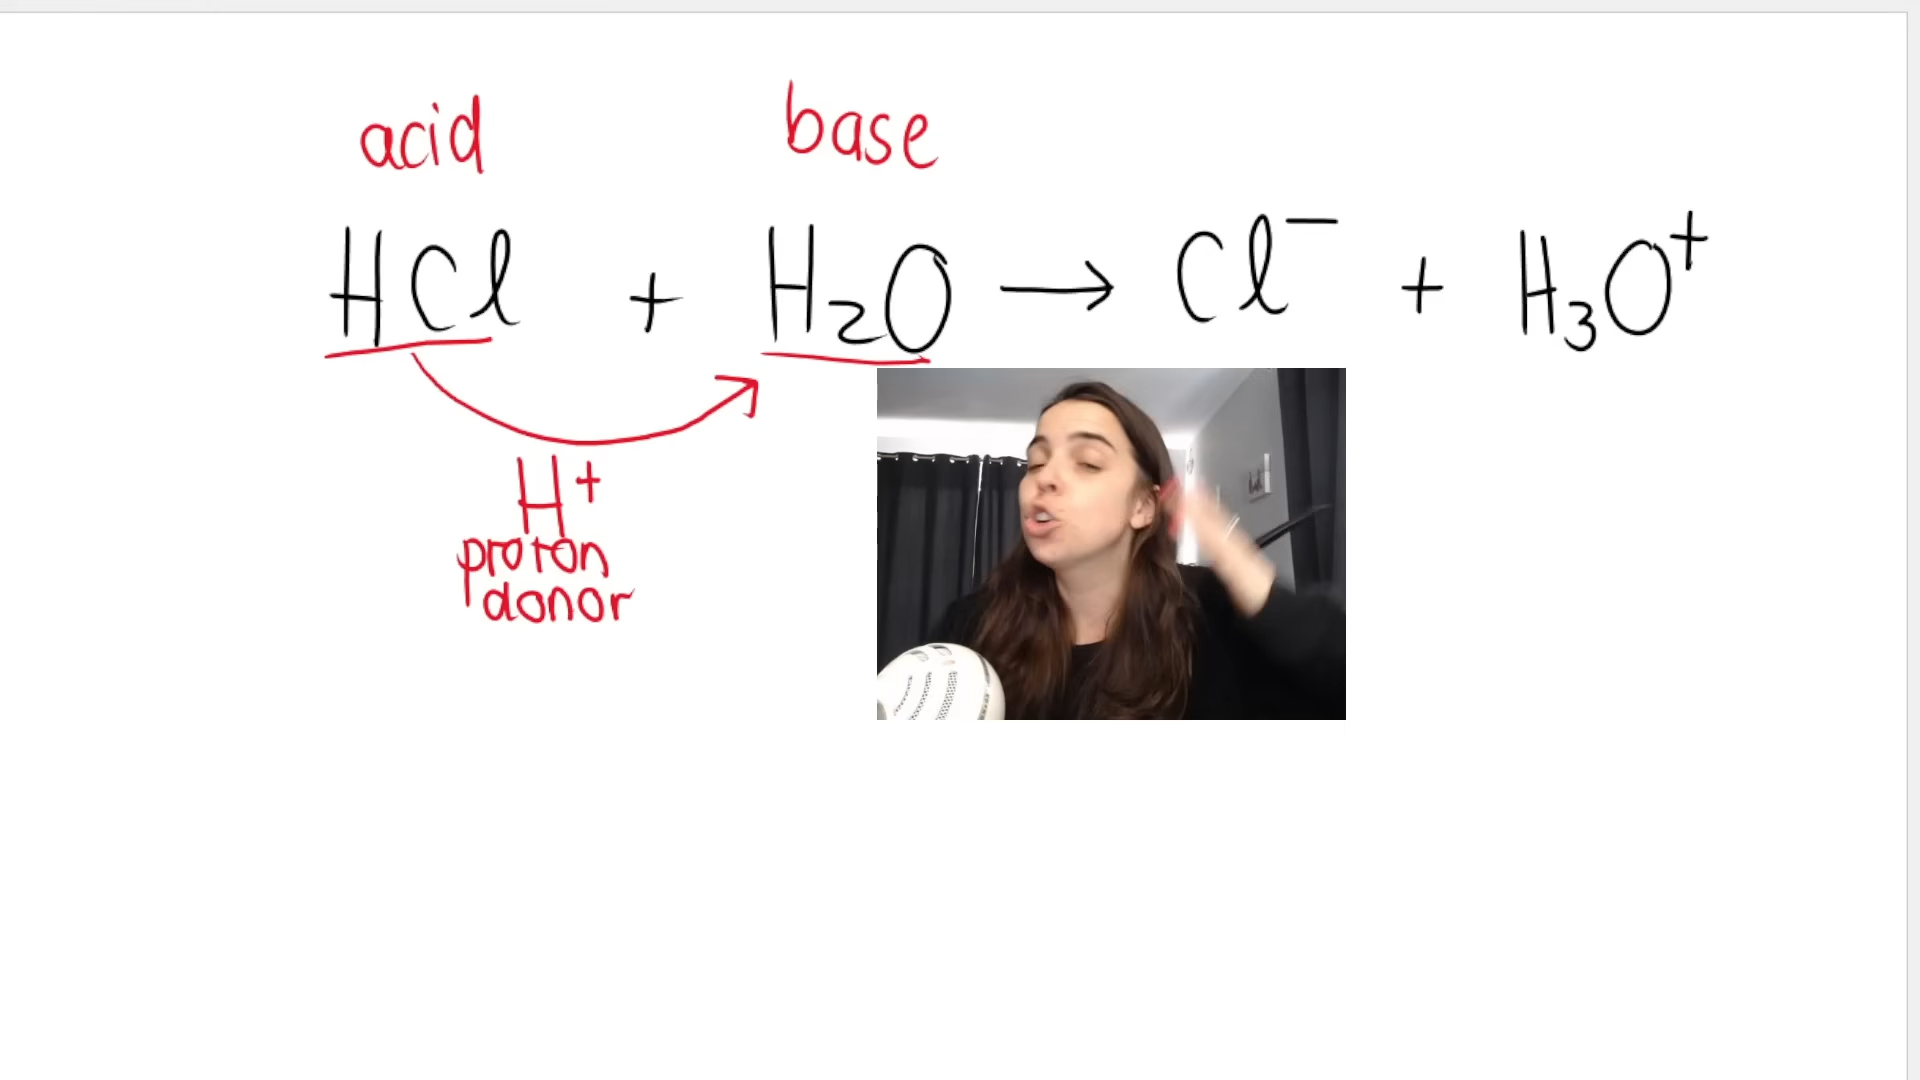 acid base
HCl + H₂O → Cl⁻ + H₃O⁺
H⁺
proton
donor